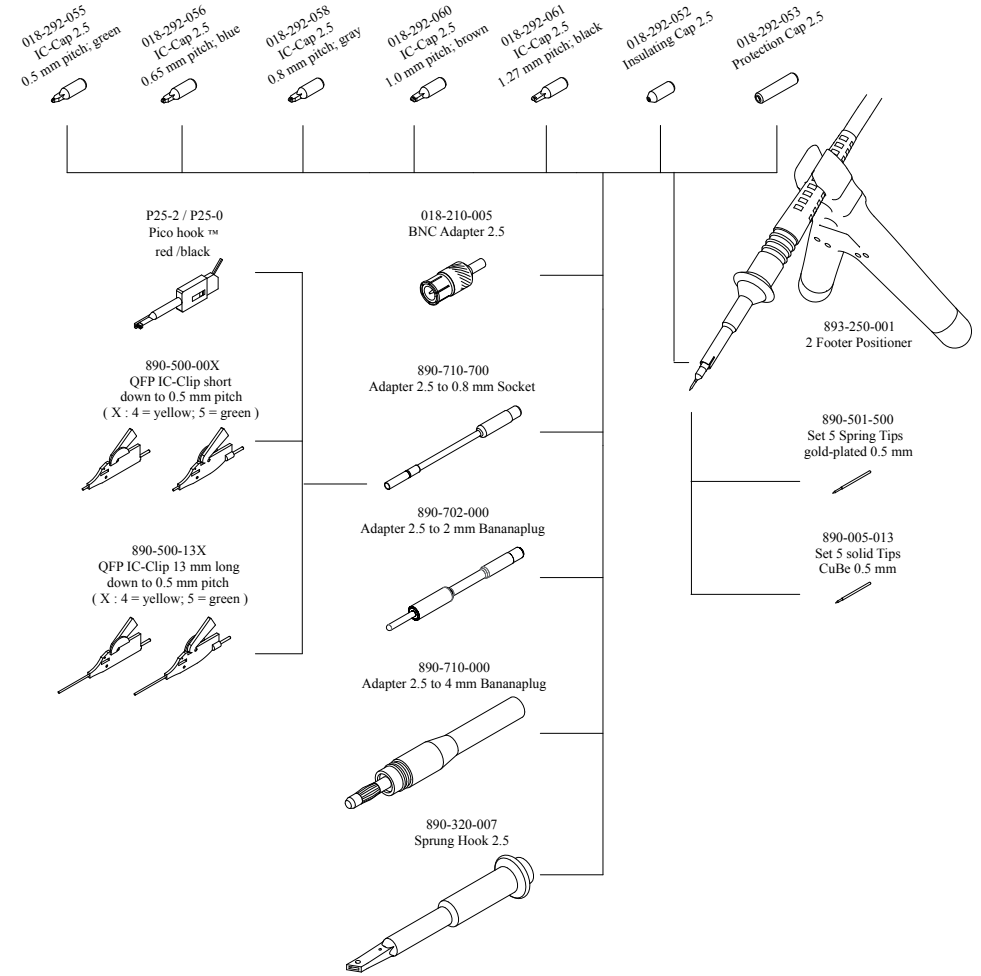 018-292-055
IC-Cap 2.5
0.5 mm pitch; green
018-292-056
IC-Cap 2.5
0.65 mm pitch; blue
018-292-058
IC-Cap 2.5
0.8 mm pitch; gray
018-292-060
IC-Cap 2.5
1.0 mm pitch; brown
018-292-061
IC-Cap 2.5
1.27 mm pitch; black
018-292-052
Insulating Cap 2.5
018-292-053
Protection Cap 2.5
P25-2 / P25-0
Pico hook ™
red /black
018-210-005
BNC Adapter 2.5
893-250-001
2 Footer Positioner
890-500-00X
QFP IC-Clip short
down to 0.5 mm pitch
( X : 4 = yellow; 5 = green )
890-710-700
Adapter 2.5 to 0.8 mm Socket
890-501-500
Set 5 Spring Tips
gold-plated 0.5 mm
890-702-000
Adapter 2.5 to 2 mm Bananaplug
890-005-013
Set 5 solid Tips
CuBe 0.5 mm
890-500-13X
QFP IC-Clip 13 mm long
down to 0.5 mm pitch
( X : 4 = yellow; 5 = green )
890-710-000
Adapter 2.5 to 4 mm Bananaplug
890-320-007
Sprung Hook 2.5